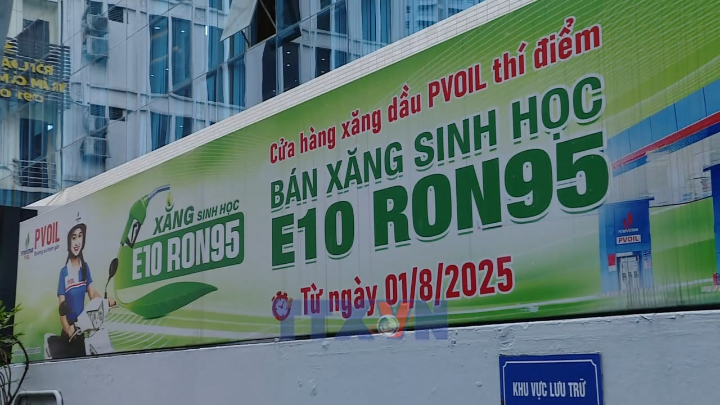 Cửa hàng xăng dầu PVOIL thí điểm
BÁN XĂNG SINH HỌC
E10 RON95
Từ ngày 01/8/2025
XĂNG SINH HỌC
E10 RON95
PVOIL
PVOIL
TTXVN
KHU VỰC LƯU TRỮ